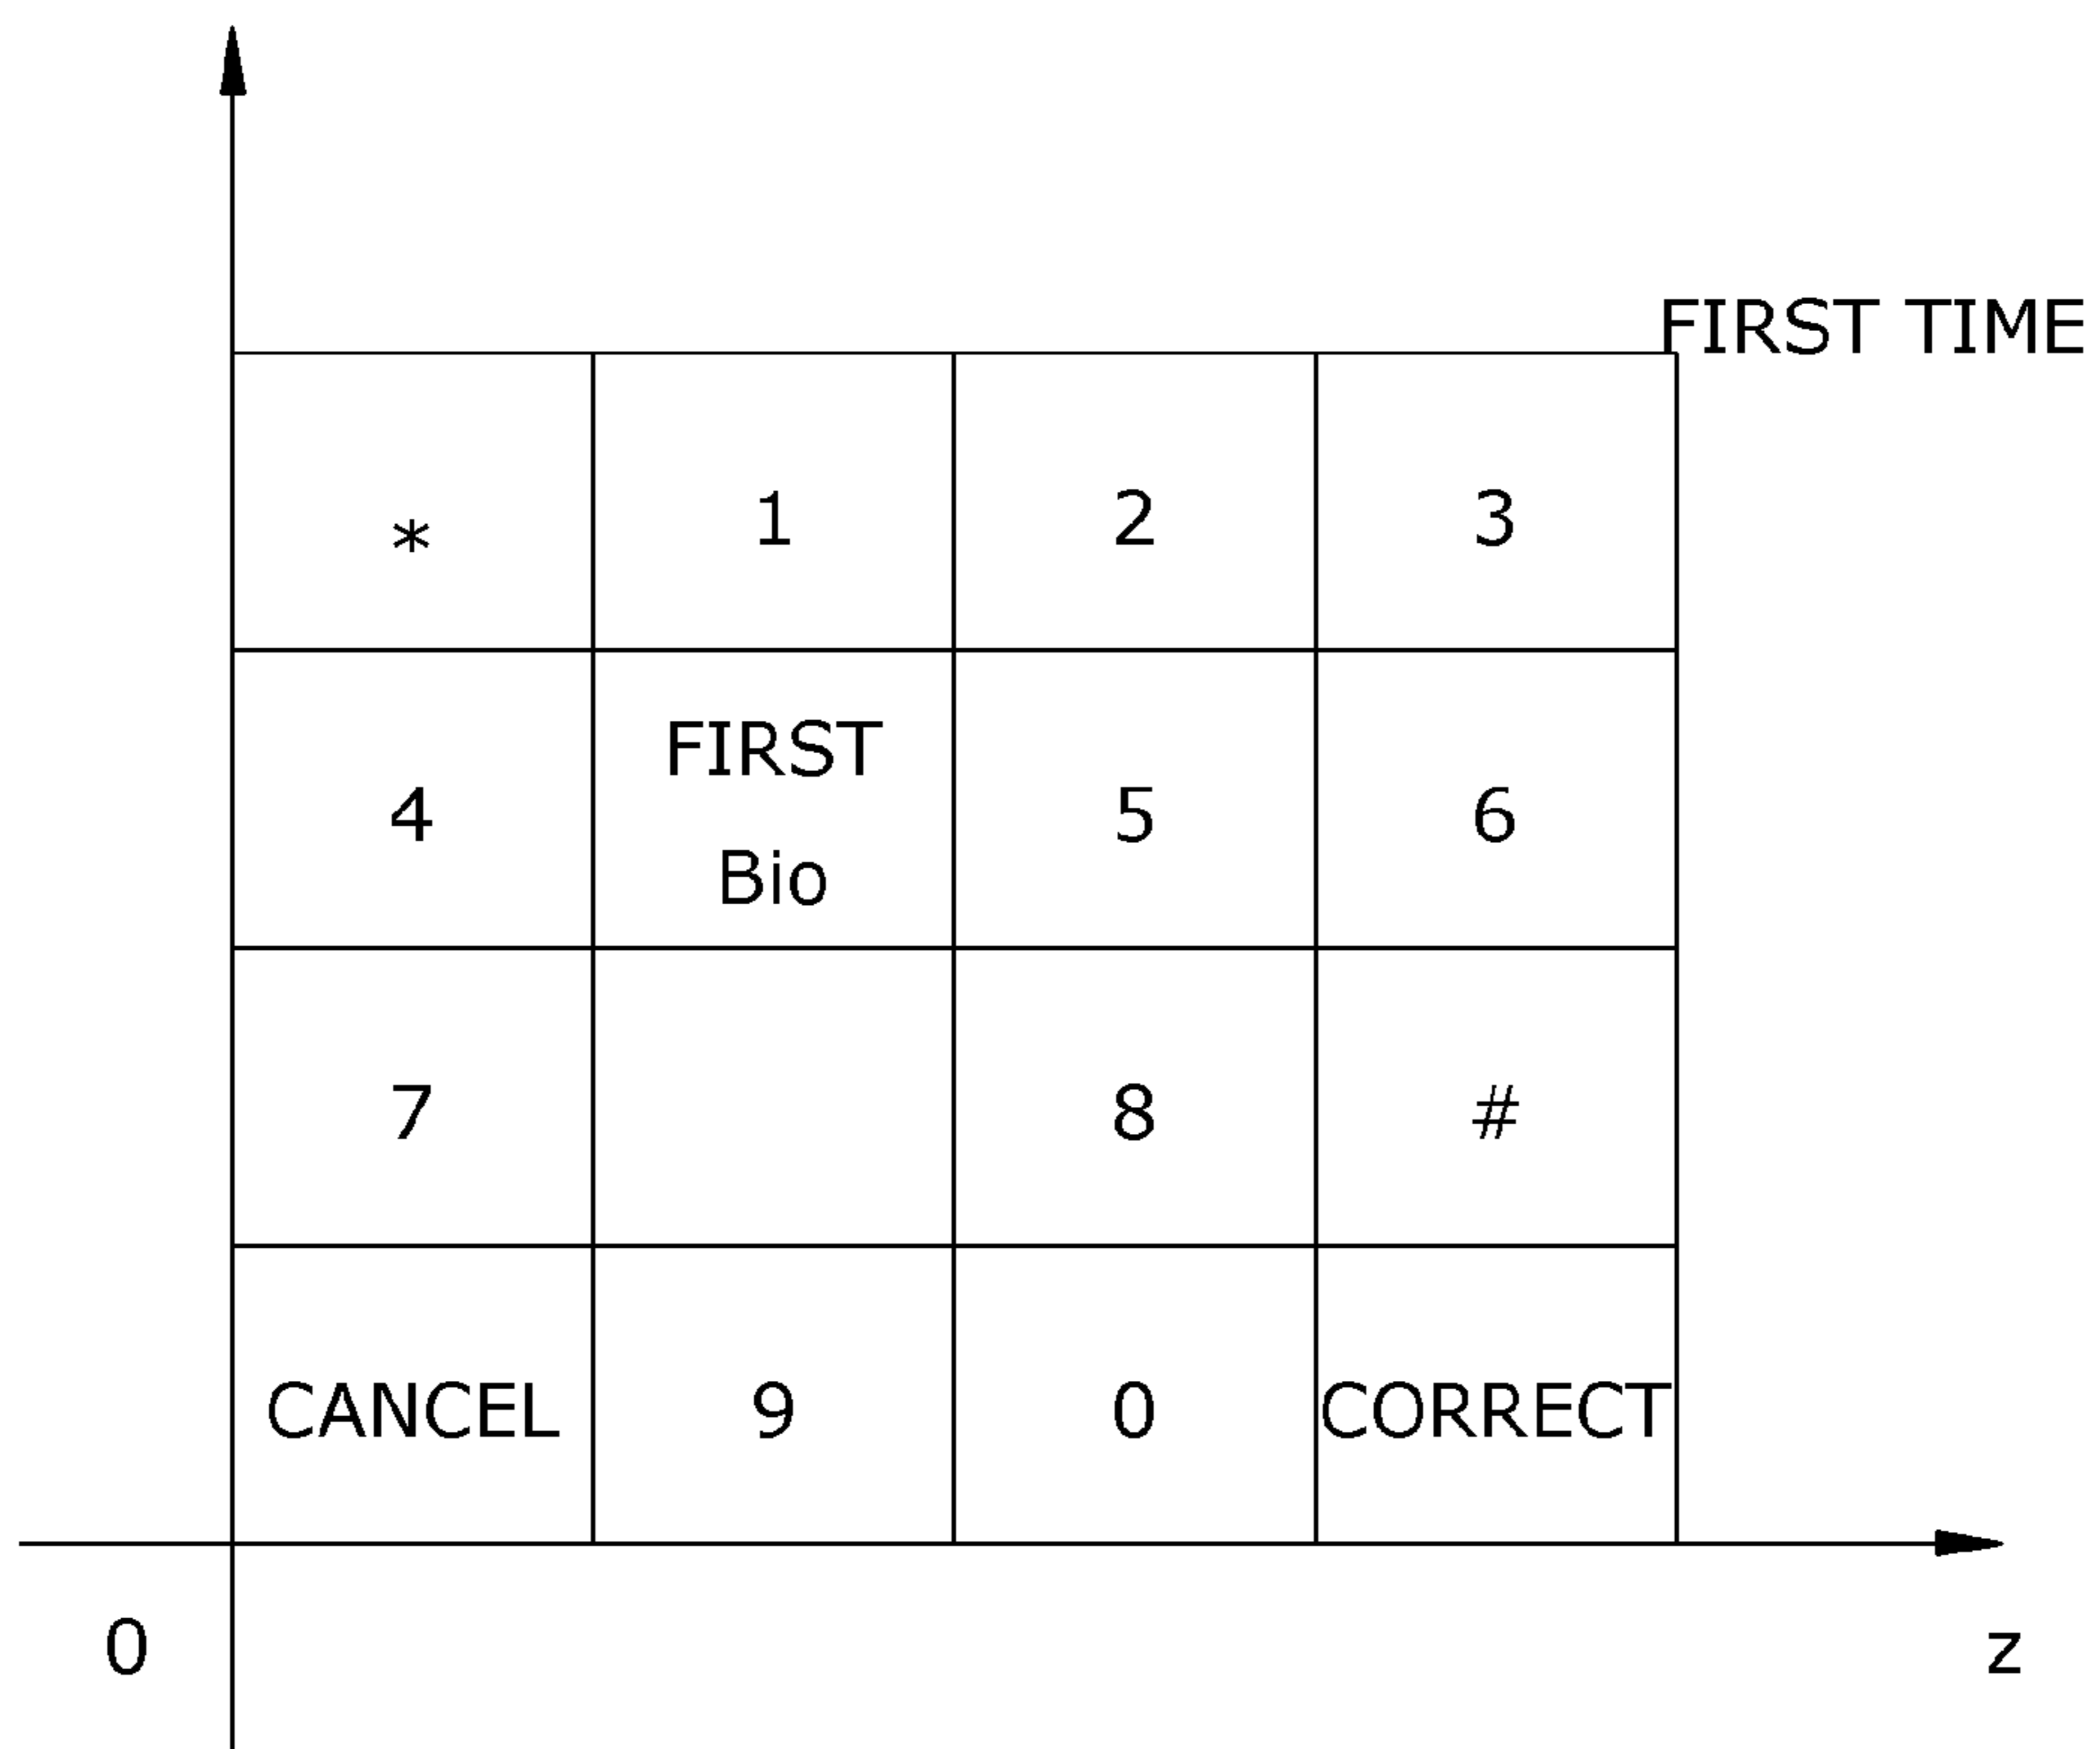 FIRST TIME
* 1 2 3
4 FIRST Bio 5 6
7 8 #
CANCEL 9 0 CORRECT
0 z